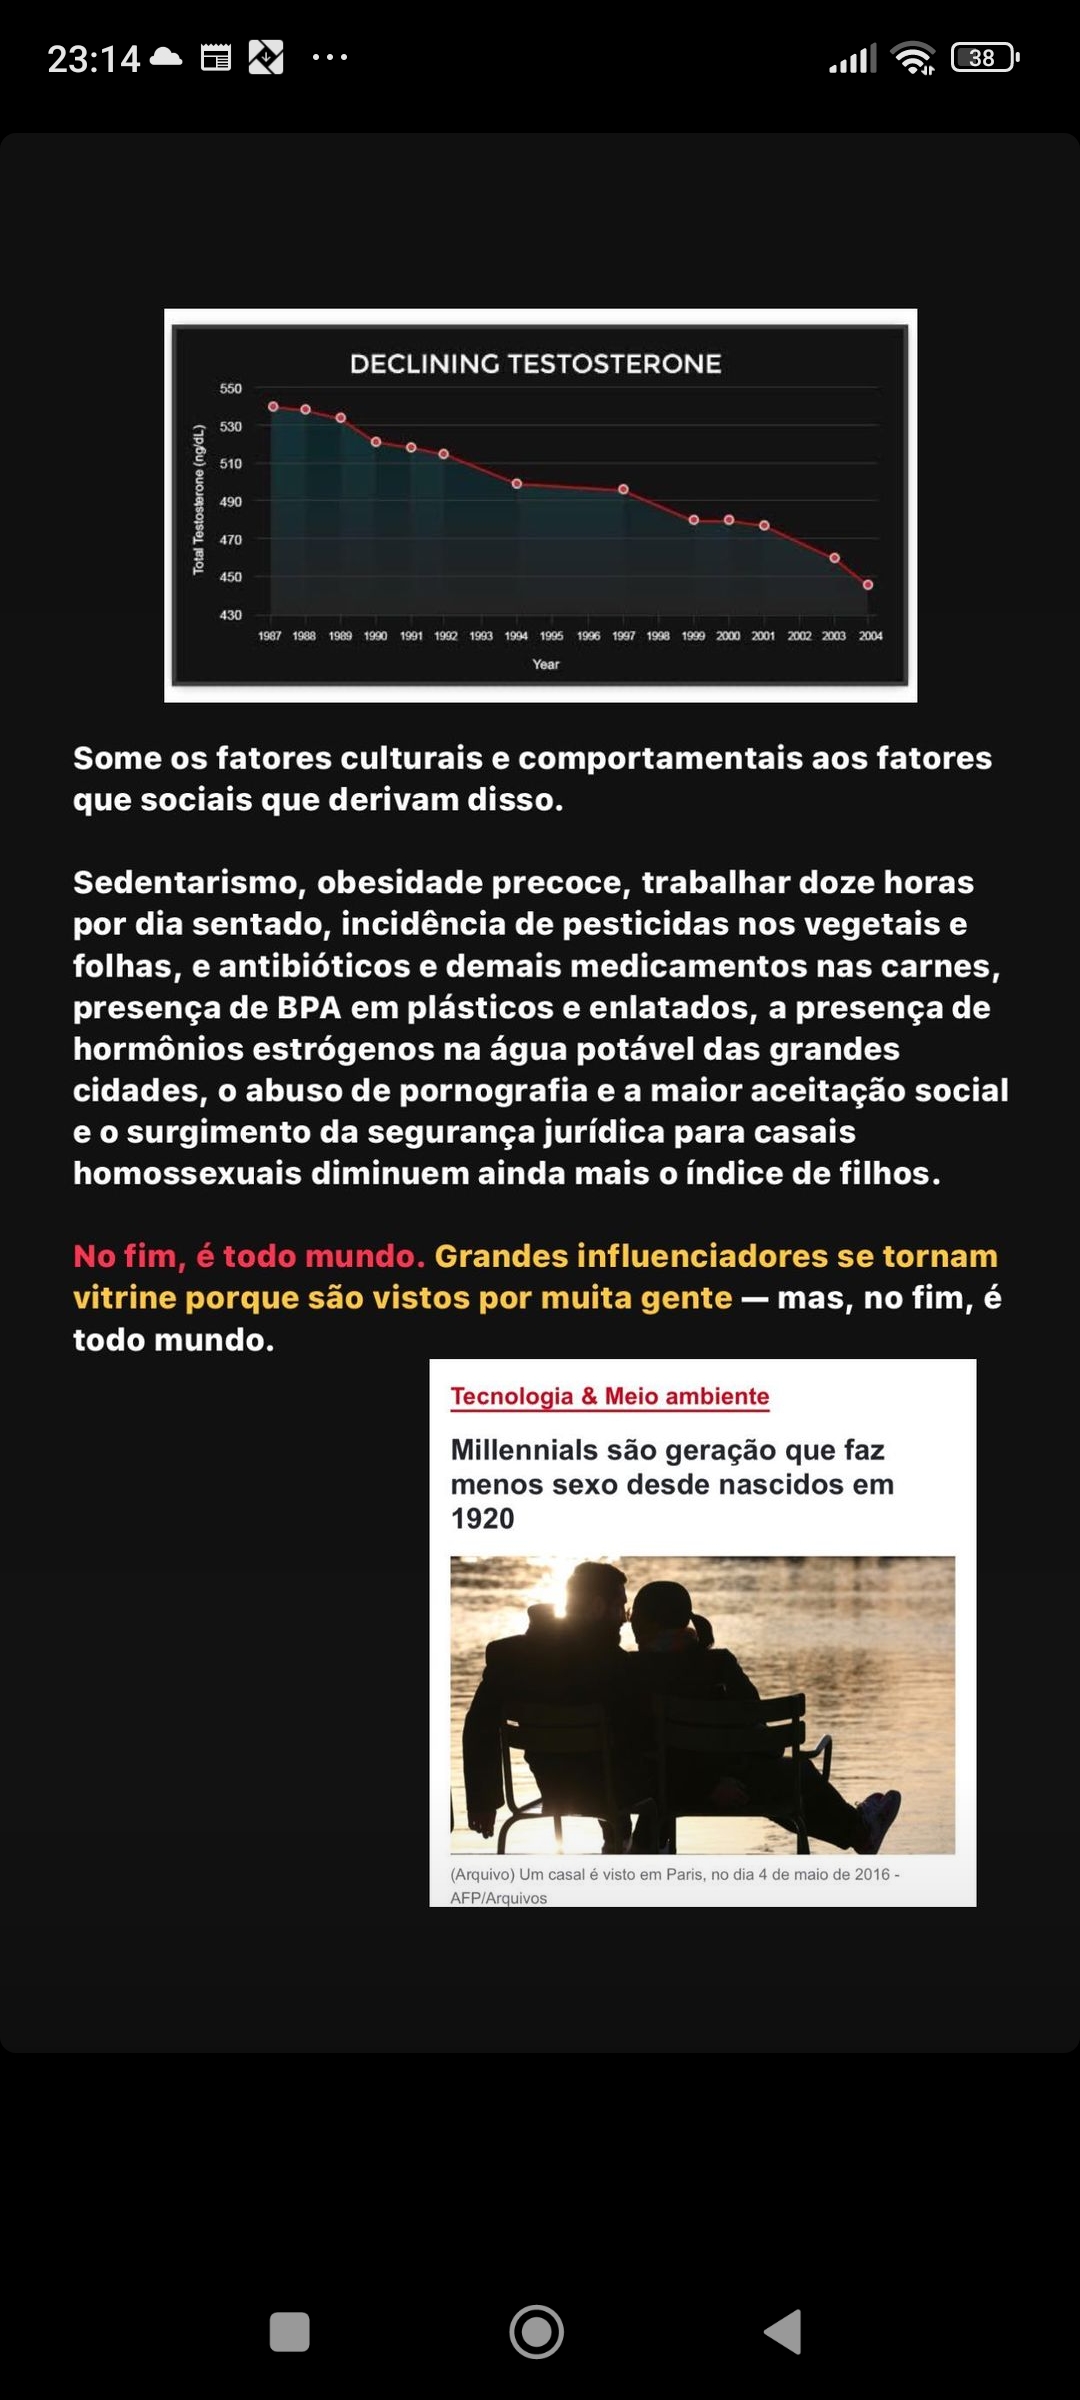 23:14
38
DECLINING TESTOSTERONE
Total Testosterone (ng/dL)
550
530
510
490
470
450
430
1987 1988 1989 1990 1991 1992 1993 1994 1995 1996 1997 1998 1999 2000 2001 2002 2003 2004
Year
Some os fatores culturais e comportamentais aos fatores
que sociais que derivam disso.
Sedentarismo, obesidade precoce, trabalhar doze horas
por dia sentado, incidência de pesticidas nos vegetais e
folhas, e antibióticos e demais medicamentos nas carnes,
presença de BPA em plásticos e enlatados, a presença de
hormônios estrógenos na água potável das grandes
cidades, o abuso de pornografia e a maior aceitação social
e o surgimento da segurança jurídica para casais
homossexuais diminuem ainda mais o índice de filhos.
No fim, é todo mundo. Grandes influenciadores se tornam
vitrine porque são vistos por muita gente — mas, no fim, é
todo mundo.
Tecnologia & Meio ambiente
Millennials são geração que faz
menos sexo desde nascidos em
1920
(Arquivo) Um casal é visto em Paris, no dia 4 de maio de 2016 -
AFP/Arquivos